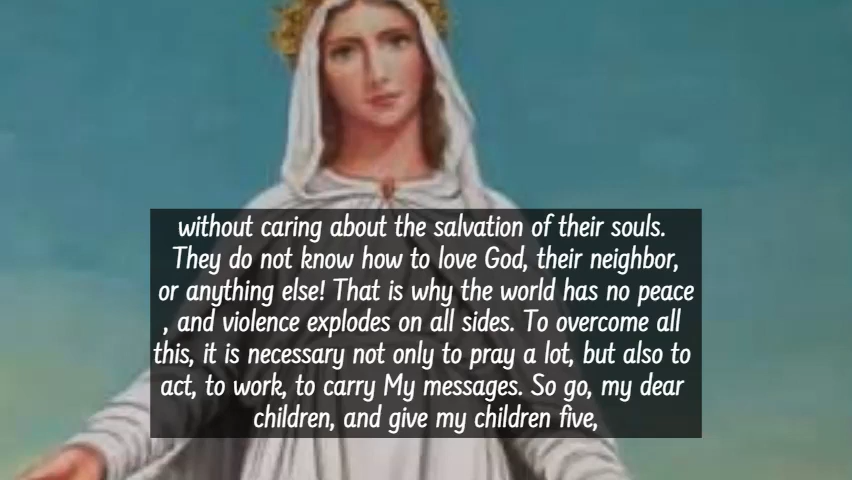 without caring about the salvation of their souls.
They do not know how to love God, their neighbor,
or anything else! That is why the world has no peace
, and violence explodes on all sides. To overcome all
this, it is necessary not only to pray a lot, but also to
act, to work, to carry My messages. So go, my dear
children, and give my children five,